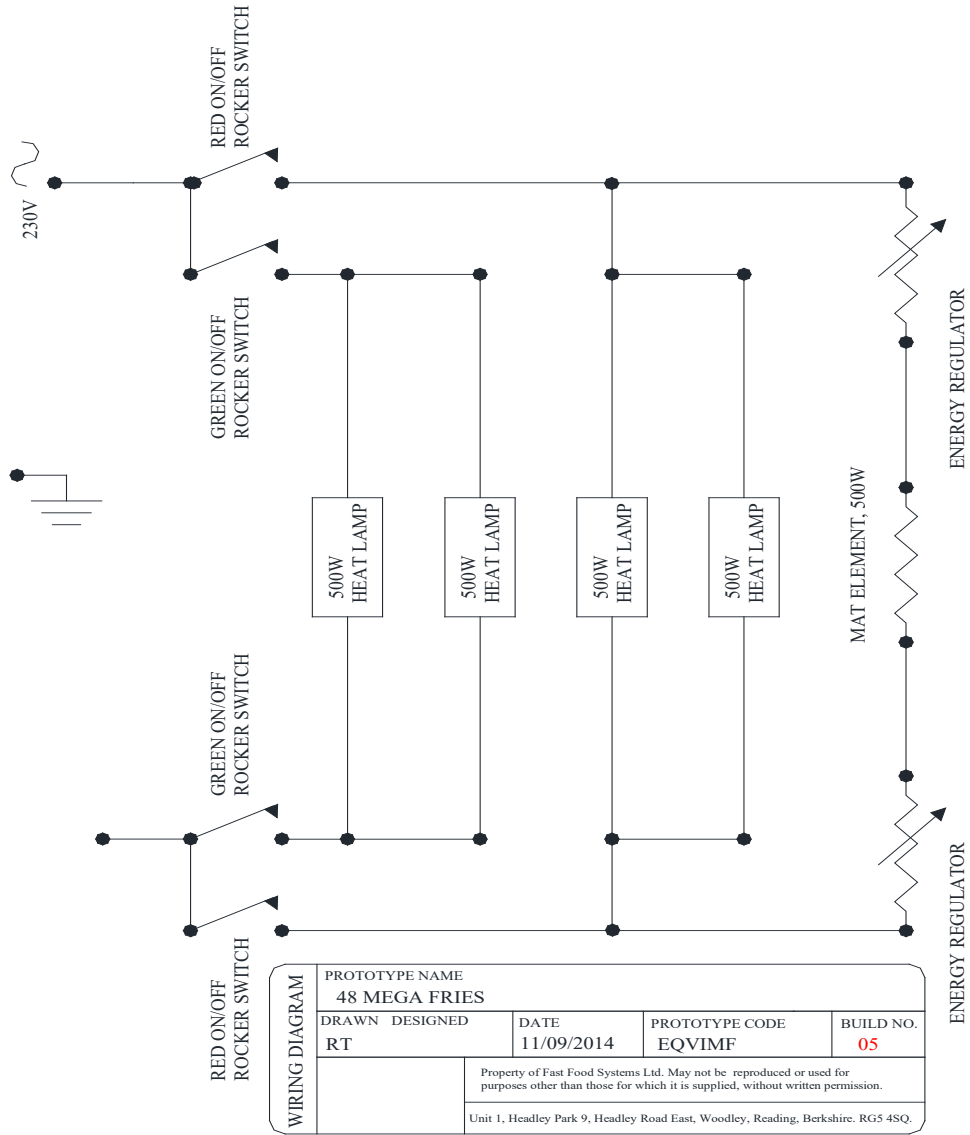 230V
RED ON/OFF
ROCKER SWITCH
GREEN ON/OFF
ROCKER SWITCH
GREEN ON/OFF
ROCKER SWITCH
RED ON/OFF
ROCKER SWITCH
500W
HEAT LAMP
500W
HEAT LAMP
500W
HEAT LAMP
500W
HEAT LAMP
MAT ELEMENT, 500W
ENERGY REGULATOR
ENERGY REGULATOR
WIRING DIAGRAM
PROTOTYPE NAME
48 MEGA FRIES
DRAWN DESIGNED
RT
DATE
11/09/2014
PROTOTYPE CODE
EQVIMF
BUILD NO.
05
Property of Fast Food Systems Ltd. May not be reproduced or used for
purposes other than those for which it is supplied, without written permission.
Unit 1, Headley Park 9, Headley Road East, Woodley, Reading, Berkshire. RG5 4SQ.